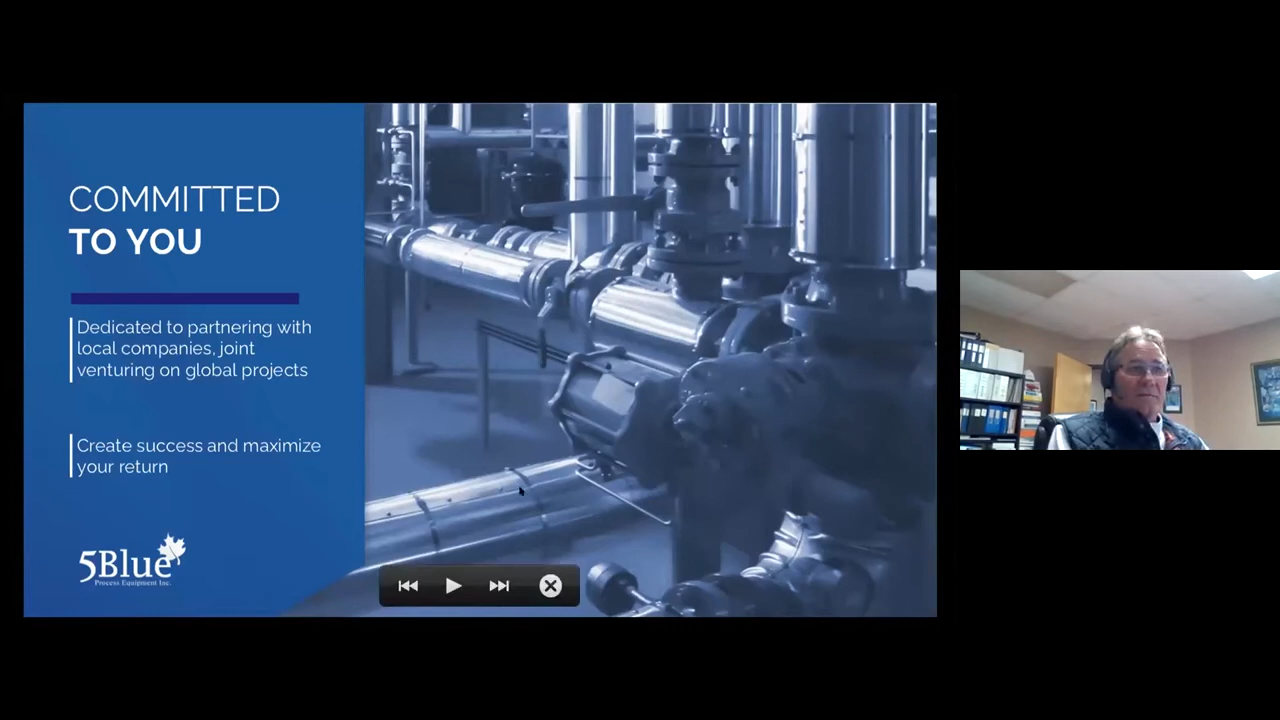 COMMITTED
TO YOU
Dedicated to partnering with
local companies, joint
venturing on global projects
Create success and maximize
your return
5Blue
Process Equipment Inc.